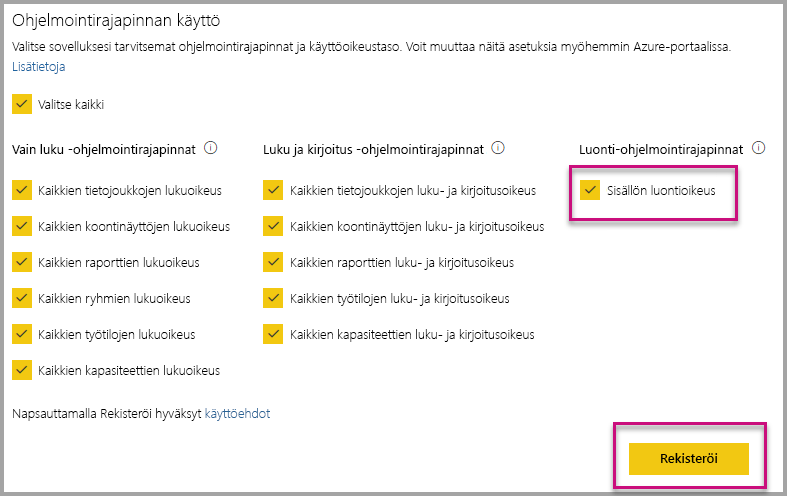 Ohjelmointirajapinnan käyttö
Valitse sovelluksesi tarvitsemat ohjelmointirajapinnat ja käyttöoikeustaso. Voit muuttaa näitä asetuksia myöhemmin Azure-portaalissa.
Lisätietoja
Valitse kaikki
Vain luku -ohjelmointirajapinnat
Kaikkien tietojoukkojen lukuoikeus
Kaikkien koontinäyttöjen lukuoikeus
Kaikkien raporttien lukuoikeus
Kaikkien ryhmien lukuoikeus
Kaikkien työtilojen lukuoikeus
Kaikkien kapasiteettien lukuoikeus
Luku ja kirjoitus -ohjelmointirajapinnat
Kaikkien tietojoukkojen luku- ja kirjoitusoikeus
Kaikkien koontinäyttöjen luku- ja kirjoitusoikeus
Kaikkien raporttien luku- ja kirjoitusoikeus
Kaikkien työtilojen luku- ja kirjoitusoikeus
Kaikkien kapasiteettien luku- ja kirjoitusoikeus
Luonti-ohjelmointirajapinnat
Sisällön luontioikeus
Napsauttamalla Rekisteröi hyväksyt käyttöehdot
Rekisteröi